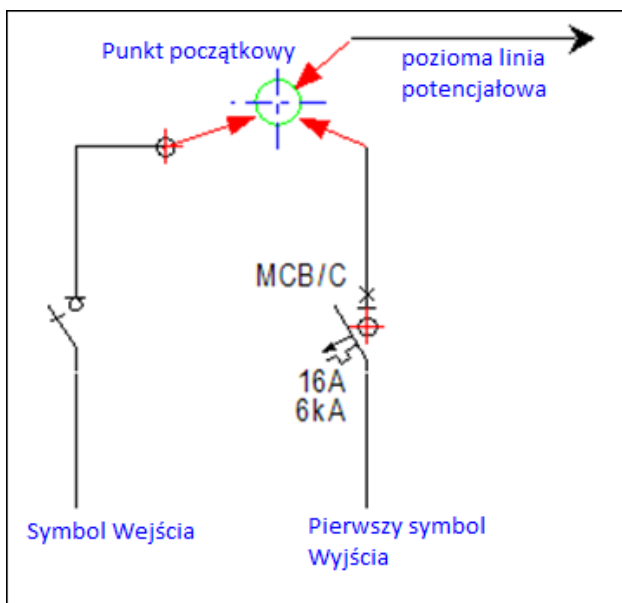 Punkt początkowy
pozioma linia
potencjałowa
MCB/C
16A
6kA
Symbol Wejścia
Pierwszy symbol
Wyjścia